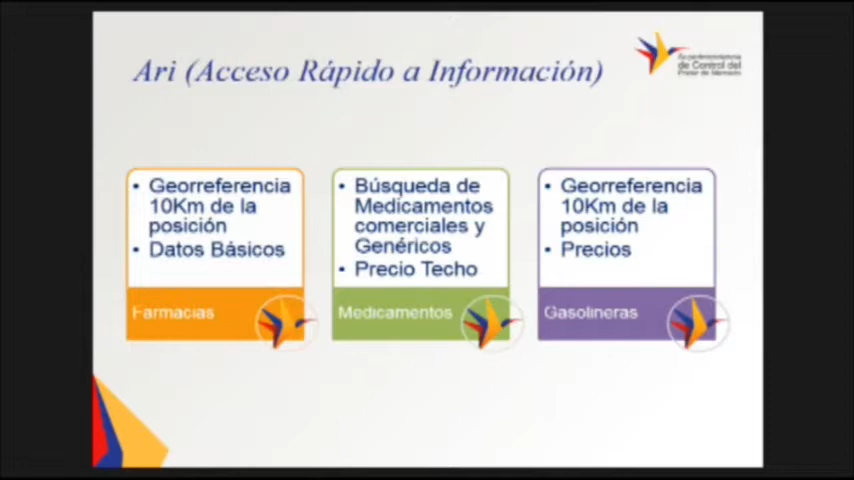 Ari (Acceso Rápido a Información)
de Control del
Poder de Mercado
• Georreferencia
10Km de la
posición
• Datos Básicos
Farmacias
• Búsqueda de
Medicamentos
comerciales y
Genéricos
• Precio Techo
Medicamentos
• Georreferencia
10Km de la
posición
• Precios
Gasolineras